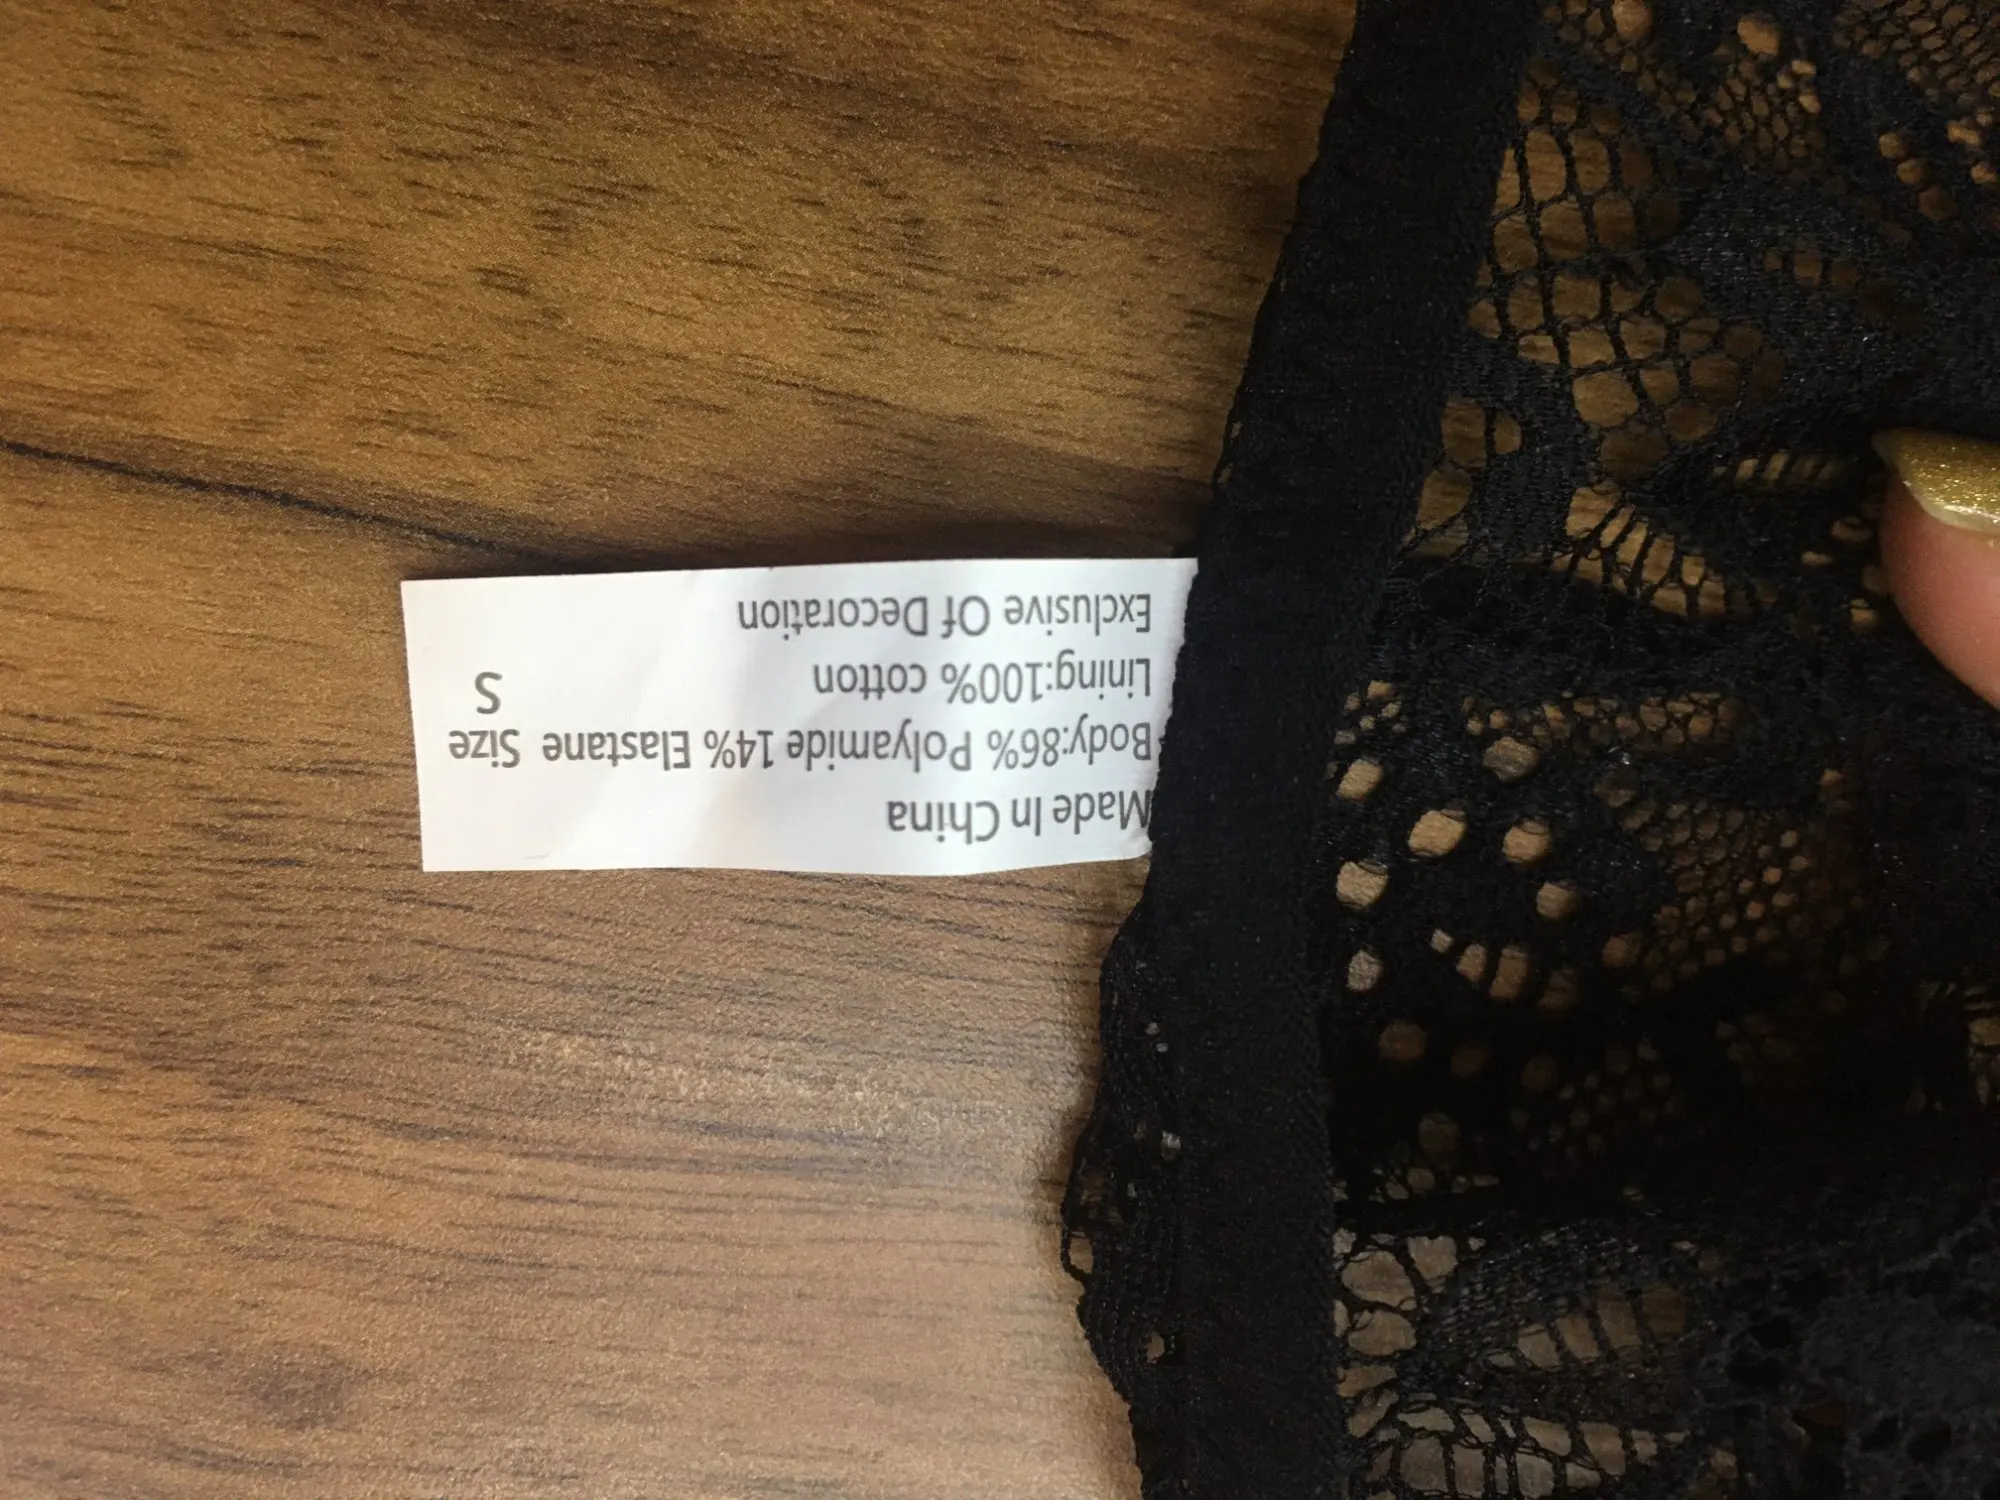 Made In China
Body:86% Polyamide 14% Elastane Size
Lining:100% cotton S
Exclusive Of Decoration